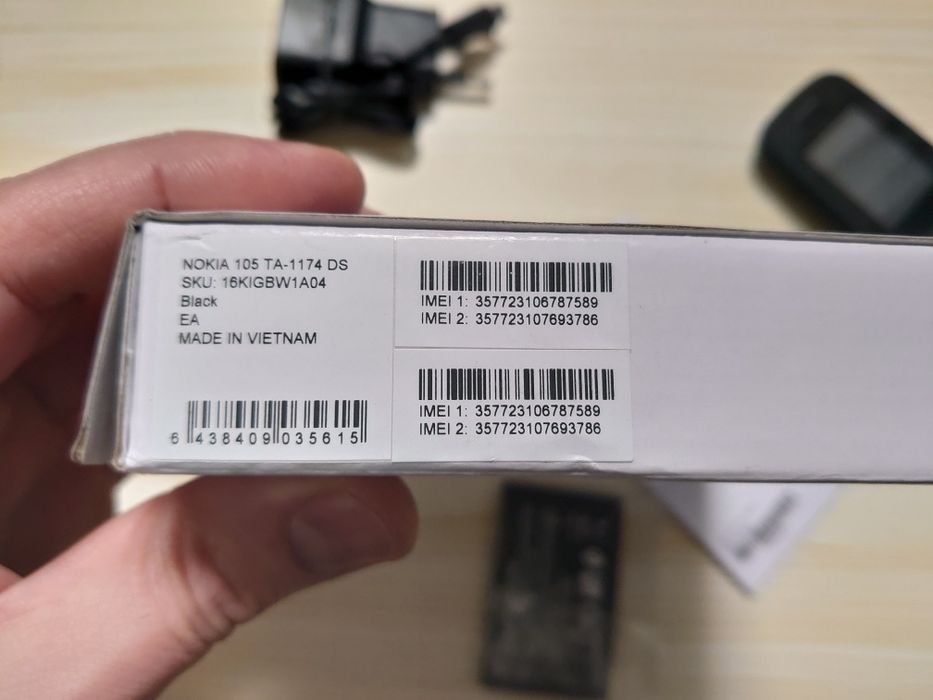 NOKIA 105 TA-1174 DS
SKU: 16KIGBW1A04
Black
EA
MADE IN VIETNAM
6 438409 035615
IMEI 1: 357723106787589
IMEI 2: 357723107693786
IMEI 1: 357723106787589
IMEI 2: 357723107693786